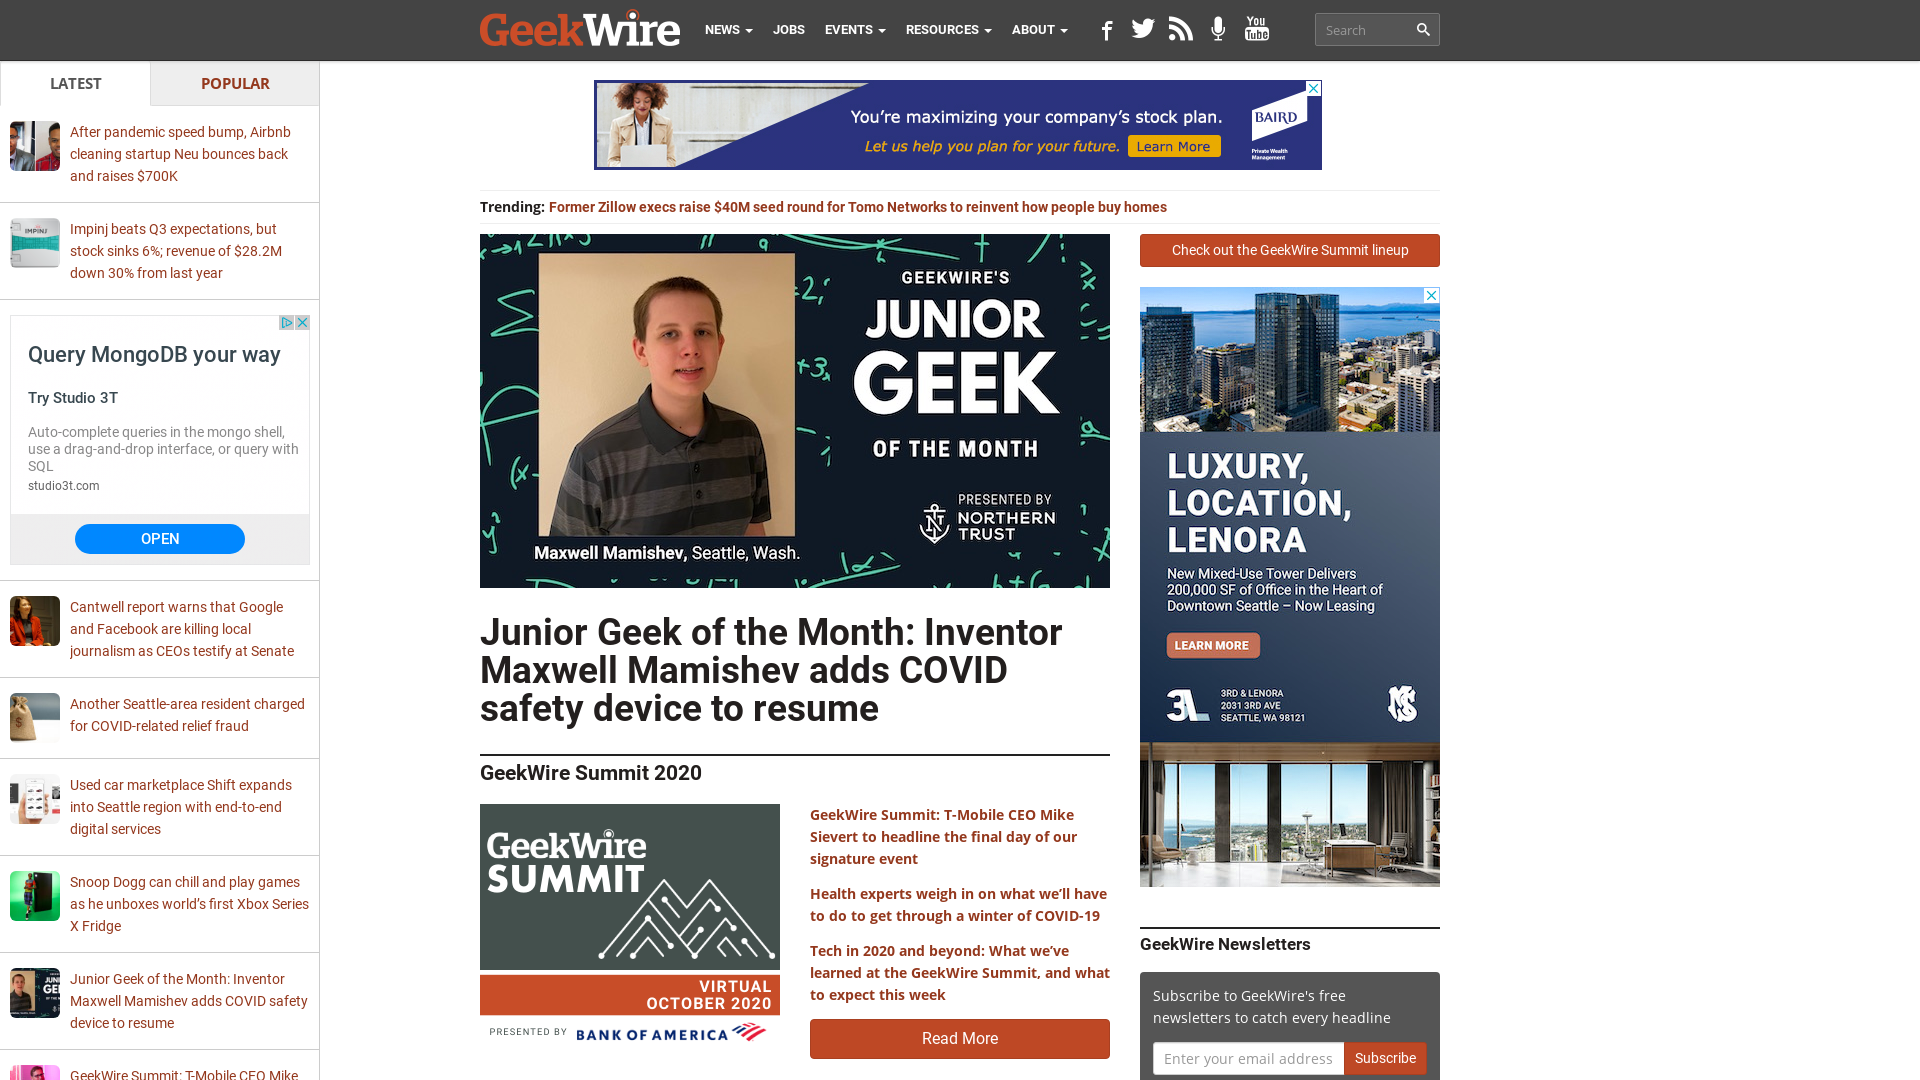 GeekWire
NEWS
JOBS
EVENTS
RESOURCES
ABOUT
You Tube
Search
LATEST
POPULAR
After pandemic speed bump, Airbnb
cleaning startup Neu bounces back
and raises $700K
IMPINJ
Impinj beats Q3 expectations, but
stock sinks 6%; revenue of $28.2M
down 30% from last year
Query MongoDB your way
Try Studio 3T
Auto-complete queries in the mongo shell,
use a drag-and-drop interface, or query with
SQL
studio3t.com
OPEN
Cantwell report warns that Google
and Facebook are killing local
journalism as CEOs testify at Senate
Another Seattle-area resident charged
for COVID-related relief fraud
Used car marketplace Shift expands
into Seattle region with end-to-end
digital services
Snoop Dogg can chill and play games
as he unboxes world’s first Xbox Series
X Fridge
Junior Geek of the Month: Inventor
Maxwell Mamishev adds COVID safety
device to resume
GeekWire Summit: T-Mobile CEO Mike
You’re maximizing your company’s stock plan.
Let us help you plan for your future.
Learn More
BAIRD
Private Wealth
Management
Trending: Former Zillow execs raise $40M seed round for Tomo Networks to reinvent how people buy homes
GEEKWIRE'S
JUNIOR
GEEK
OF THE MONTH
PRESENTED BY
NORTHERN
TRUST
Maxwell Mamishev, Seattle, Wash.
Junior Geek of the Month: Inventor
Maxwell Mamishev adds COVID
safety device to resume
GeekWire Summit 2020
GeekWire
SUMMIT
VIRTUAL
OCTOBER 2020
PRESENTED BY BANK OF AMERICA
GeekWire Summit: T-Mobile CEO Mike
Sievert to headline the final day of our
signature event
Health experts weigh in on what we’ll have
to do to get through a winter of COVID-19
Tech in 2020 and beyond: What we’ve
learned at the GeekWire Summit, and what
to expect this week
Read More
Check out the GeekWire Summit lineup
LUXURY,
LOCATION,
LENORA
New Mixed-Use Tower Delivers
200,000 SF of Office in the Heart of
Downtown Seattle – Now Leasing
LEARN MORE
3L
3RD & LENORA
2031 3RD AVE
SEATTLE, WA 98121
GeekWire Newsletters
Subscribe to GeekWire's free
newsletters to catch every headline
Enter your email address
Subscribe